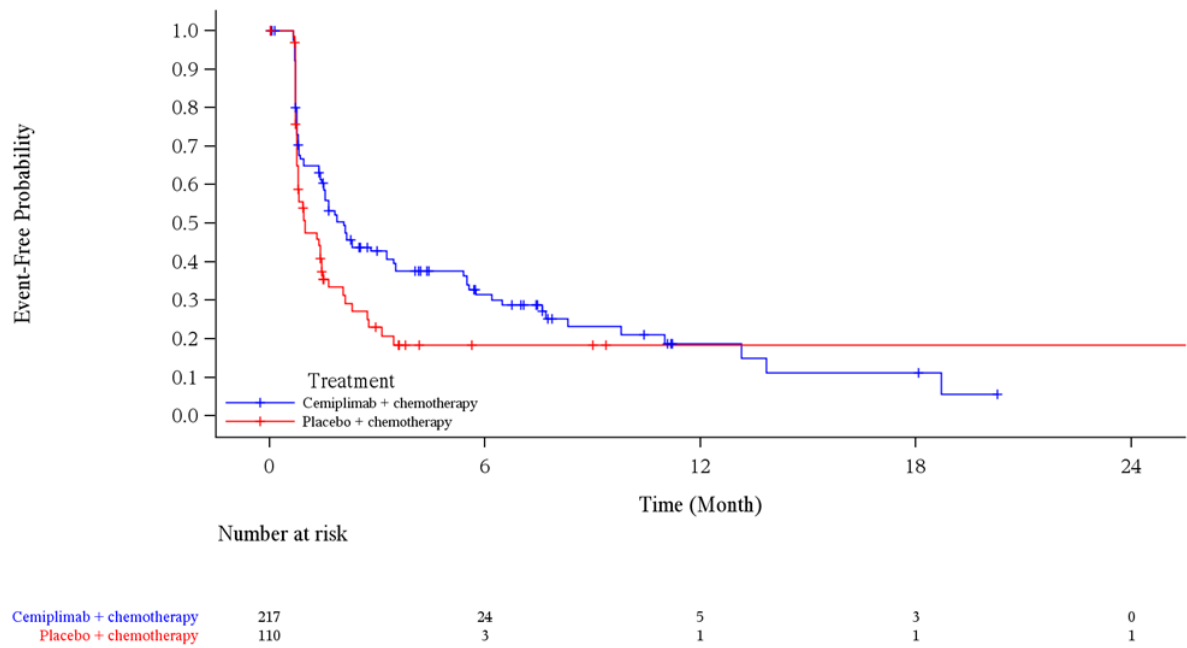 Event-Free Probability
1.0
0.9
0.8
0.7
0.6
0.5
0.4
0.3
0.2
0.1
0.0
Treatment
Cemiplimab + chemotherapy
Placebo + chemotherapy
0 6 12 18 24
Time (Month)
Number at risk
Cemiplimab + chemotherapy 217 24 5 3 0
Placebo + chemotherapy 110 3 1 1 1